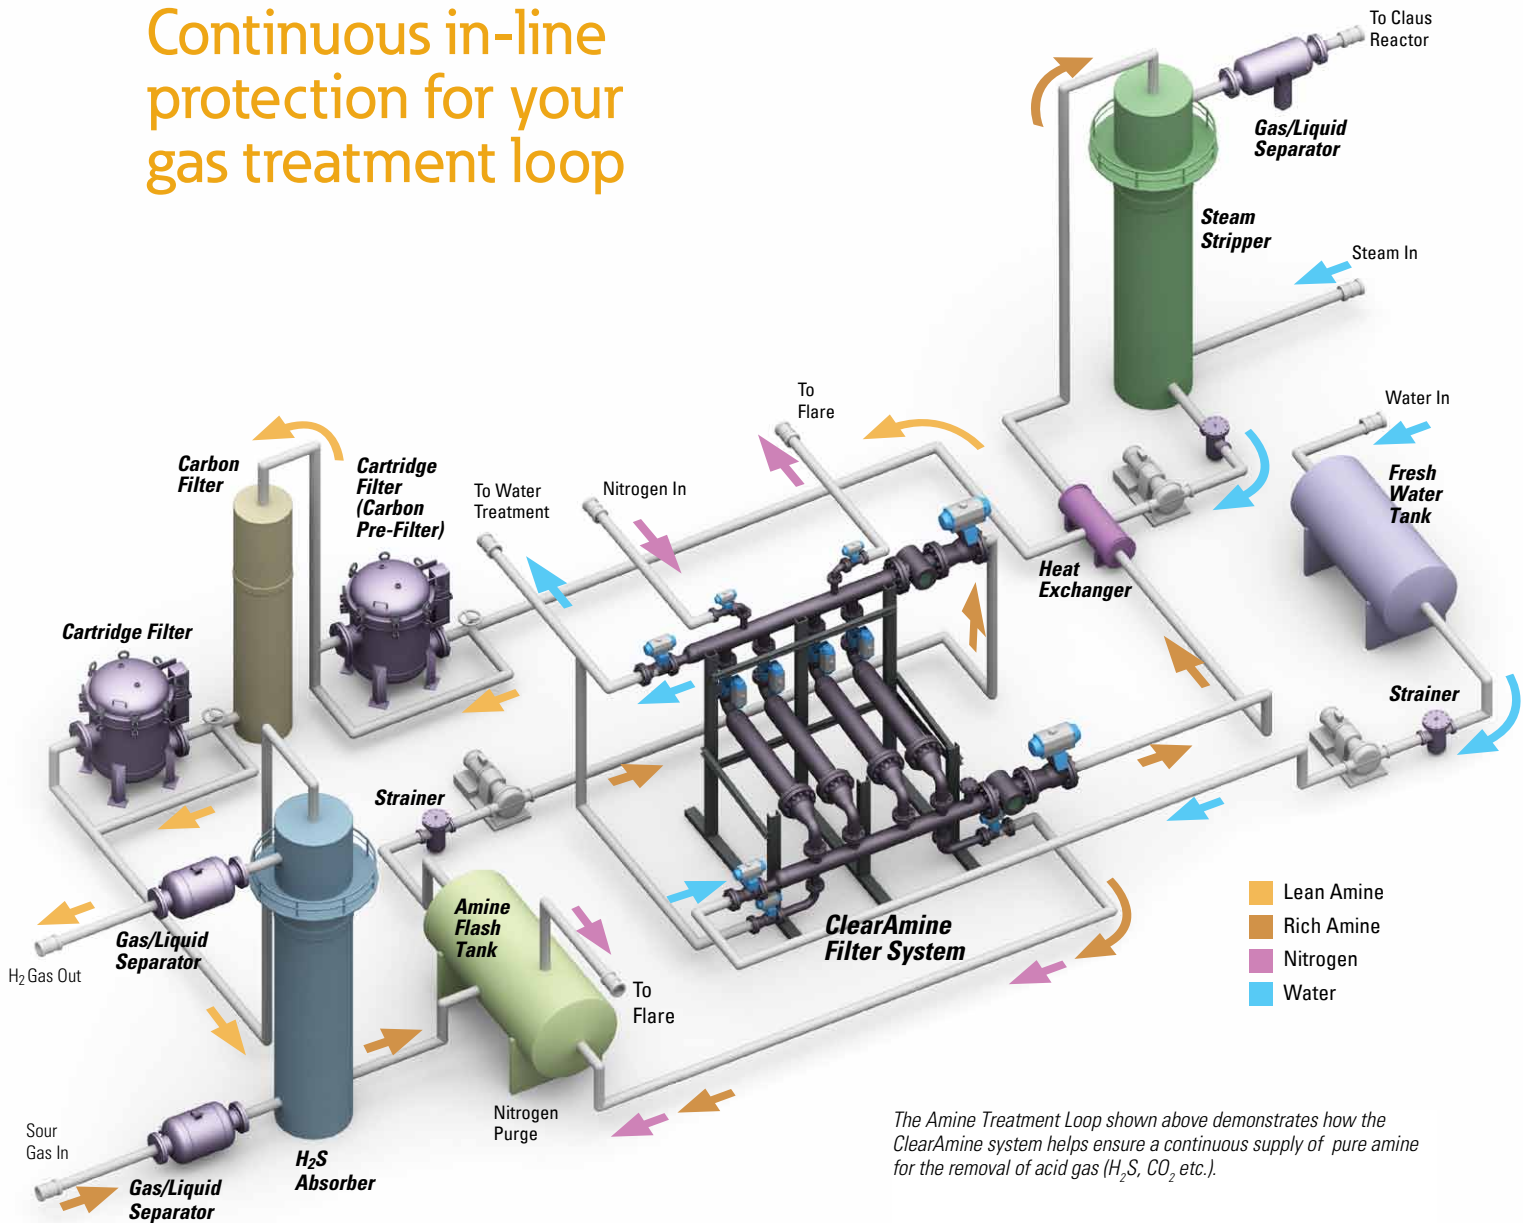 Continuous in-line
protection for your
gas treatment loop
To Claus
Reactor
Gas/Liquid
Separator
Steam
Stripper
Steam In
To
Flare
Water In
Carbon
Filter
Cartridge
Filter
(Carbon
Pre-Filter)
To Water
Treatment
Nitrogen In
Fresh
Water
Tank
Heat
Exchanger
Cartridge Filter
Strainer
Strainer
Amine
Flash
Tank
ClearAmine
Filter System
Gas/Liquid
Separator
H₂ Gas Out
To
Flare
Lean Amine
Rich Amine
Nitrogen
Water
Nitrogen
Purge
Sour
Gas In
H₂S
Absorber
Gas/Liquid
Separator
The Amine Treatment Loop shown above demonstrates how the
ClearAmine system helps ensure a continuous supply of pure amine
for the removal of acid gas (H₂S, CO₂ etc.).